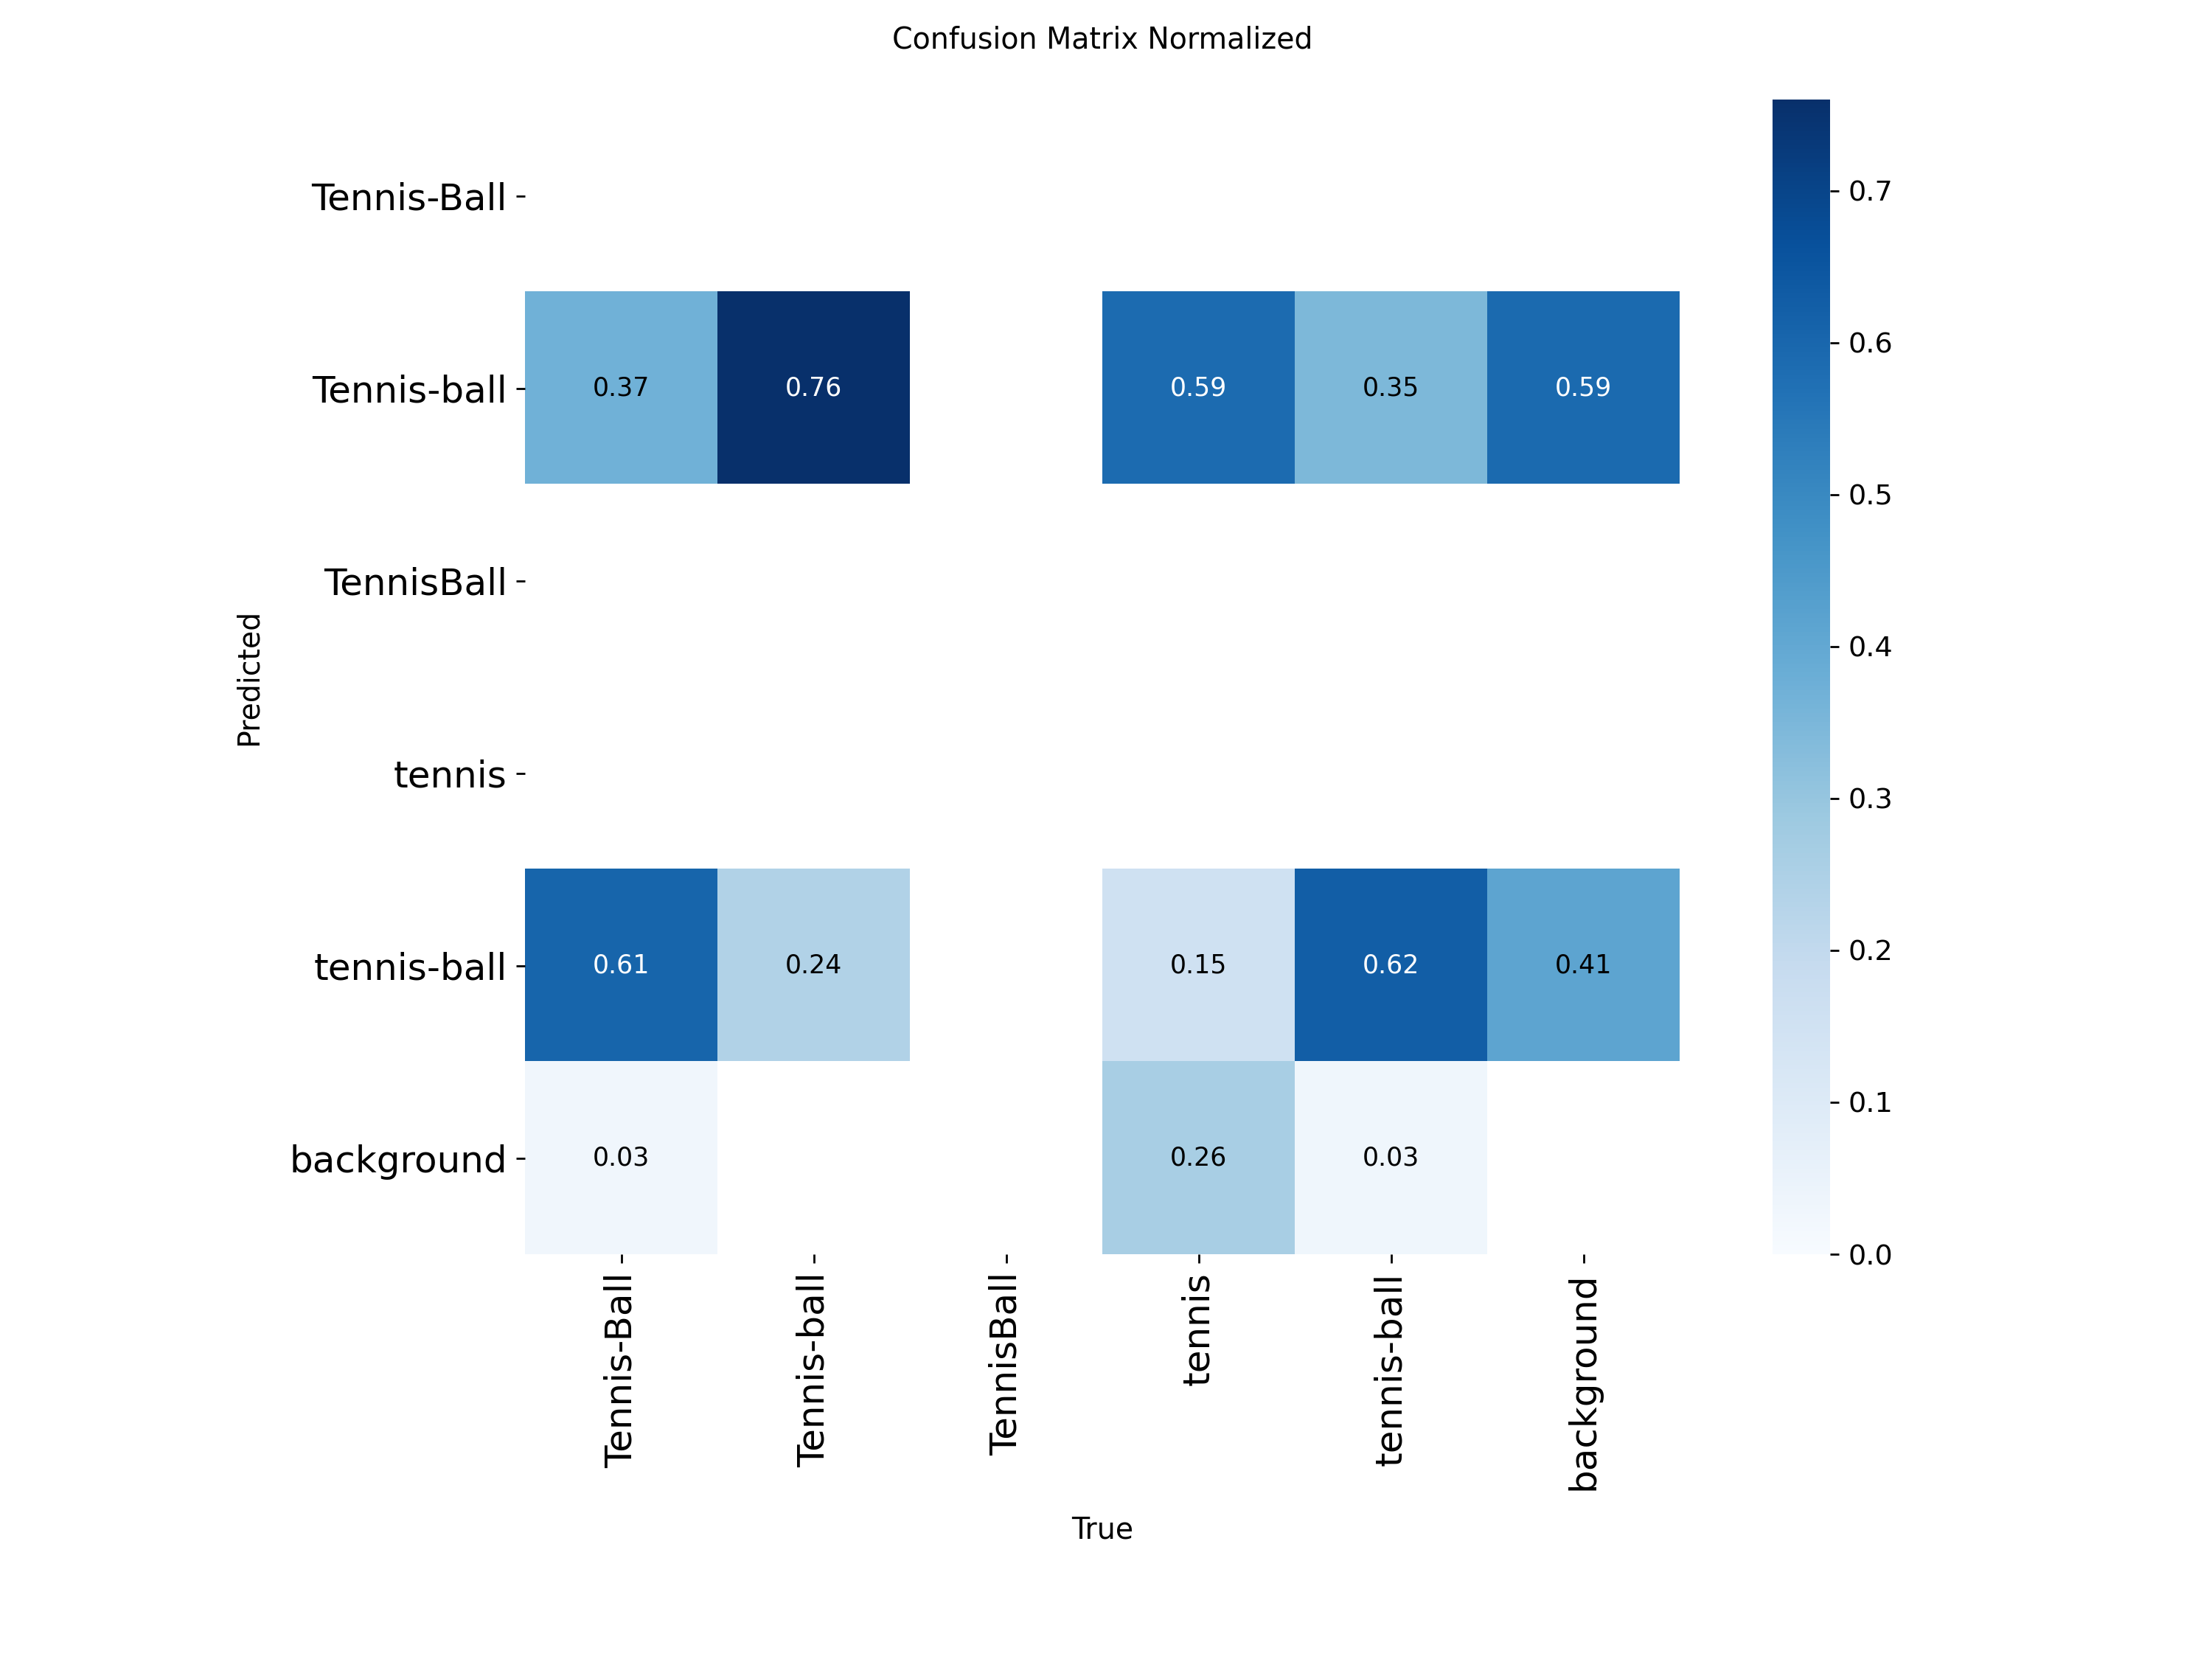 Confusion Matrix Normalized
Tennis-Ball
Tennis-ball
TennisBall
tennis
tennis-ball
background
Predicted
0.37 0.76 0.59 0.35 0.59
0.61 0.24 0.15 0.62 0.41
0.03 0.26 0.03
Tennis-Ball
Tennis-ball
TennisBall
tennis
tennis-ball
background
True
0.7
0.6
0.5
0.4
0.3
0.2
0.1
0.0